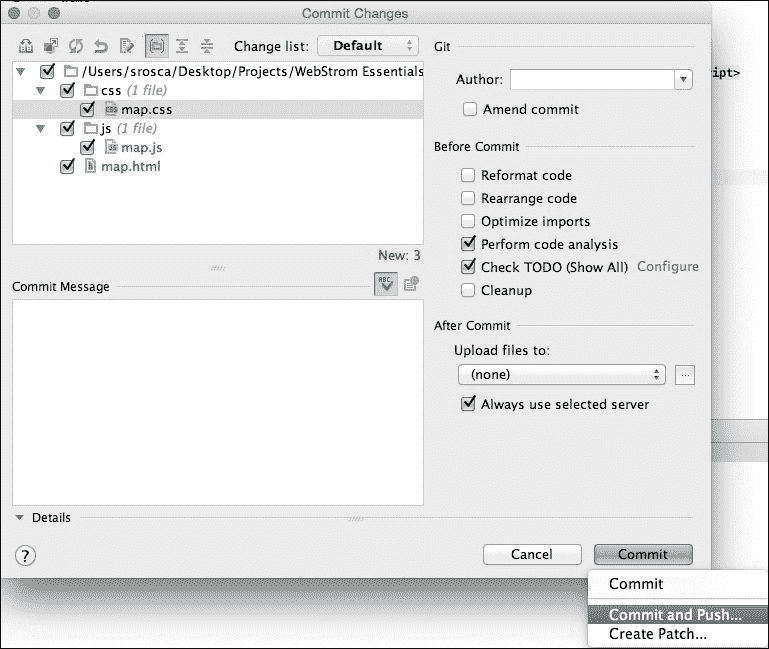 Commit Changes
Change list: Default
/Users/srosca/Desktop/Projects/WebStrom Essentials
css (1 file)
map.css
js (1 file)
map.js
map.html
New: 3
Commit Message
ABC
Git
Author:
Amend commit
Before Commit
Reformat code
Rearrange code
Optimize imports
Perform code analysis
Check TODO (Show All) Configure
Cleanup
After Commit
Upload files to:
(none)
...
Always use selected server
Details
?
Cancel
Commit
Commit
Commit and Push...
Create Patch...
ipt>